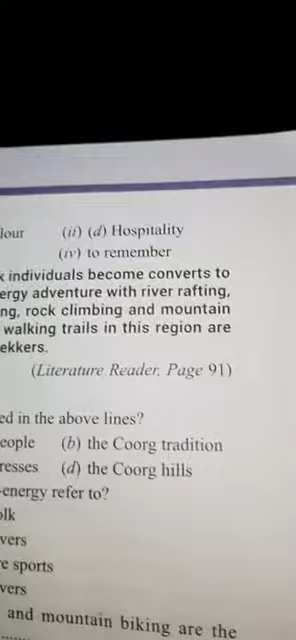 lour (ii) (d) Hospitality
(iv) to remember
individuals become converts to
ergy adventure with river rafting,
ng, rock climbing and mountain
walking trails in this region are
ekkers.
(Literature Reader, Page 91)
ed in the above lines?
eople (b) the Coorg tradition
resses (d) the Coorg hills
-energy refer to?
olk
vers
e sports
vers
and mountain biking are the